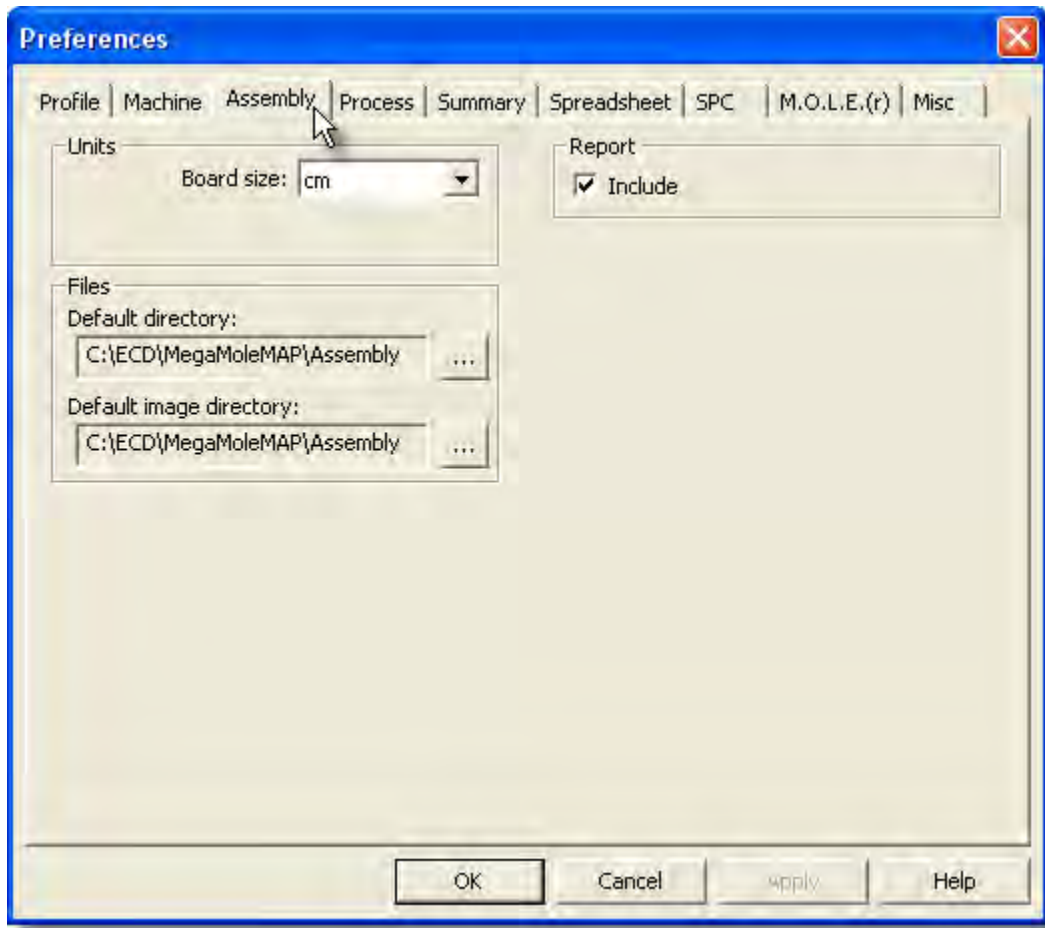 Preferences
Profile Machine Assembly Process Summary Spreadsheet SPC M.O.L.E.(r) Misc
Units
Board size: cm
Report
Include
Files
Default directory:
C:\ECD\MegaMoleMAP\Assembly ...
Default image directory:
C:\ECD\MegaMoleMAP\Assembly ...
OK Cancel Apply Help